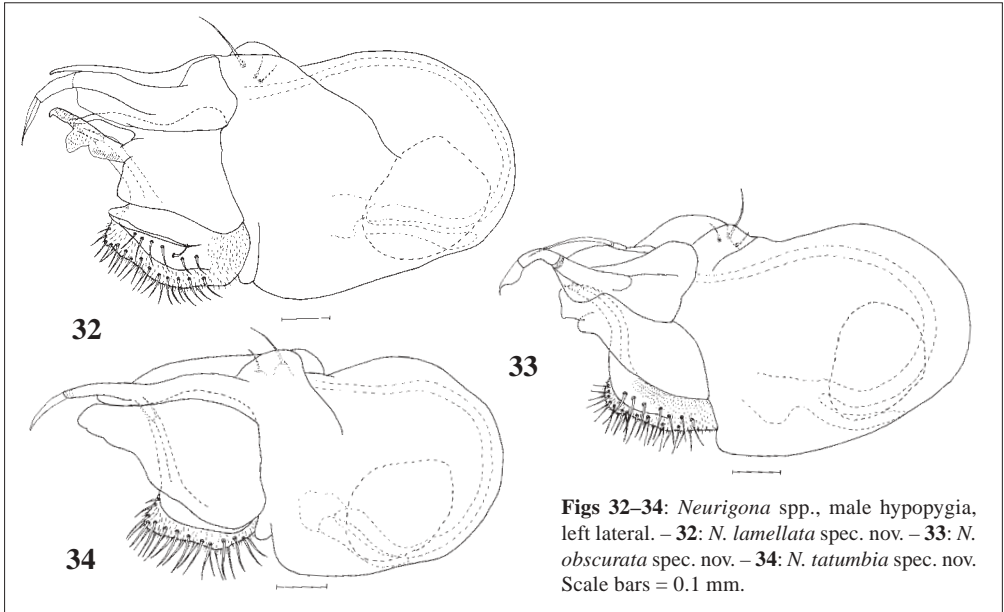 32
33
34
Figs 32–34: Neurigona spp., male hypopygia,
left lateral. – 32: N. lamellata spec. nov. – 33: N.
obscurata spec. nov. – 34: N. tatumbia spec. nov.
Scale bars = 0.1 mm.